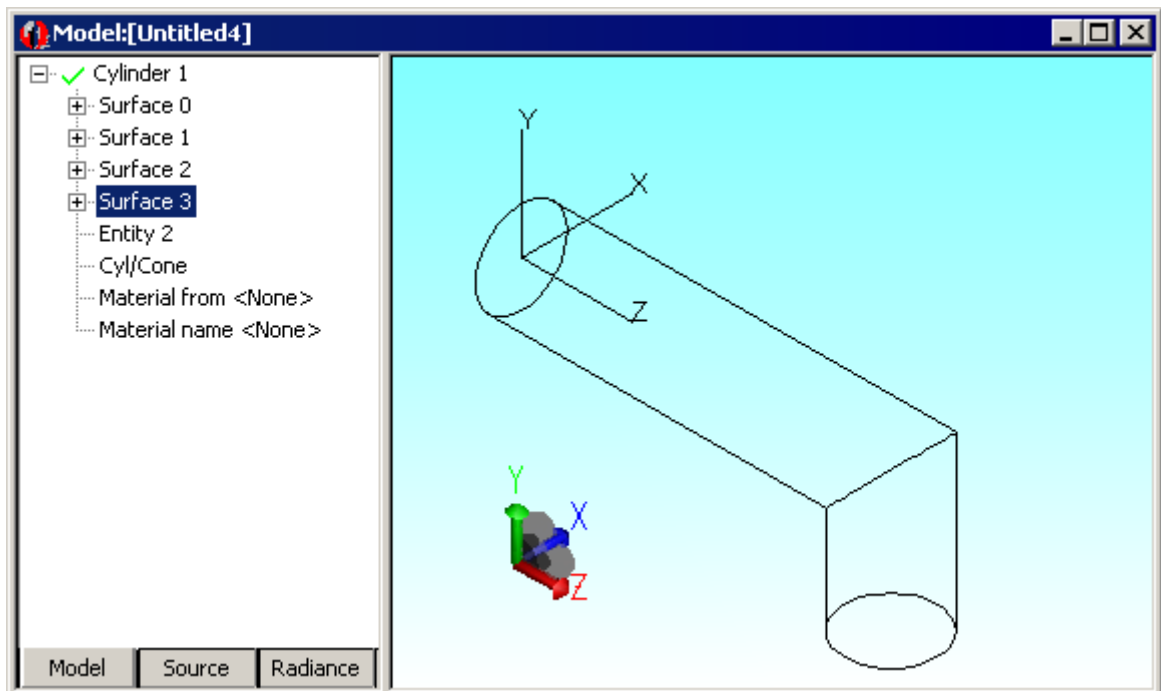 Model:[Untitled4]
Cylinder 1
Surface 0
Surface 1
Surface 2
Surface 3
Entity 2
Cyl/Cone
Material from <None>
Material name <None>
Model Source Radiance
Y
X
Z
Y
X
Z